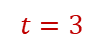 t = 3